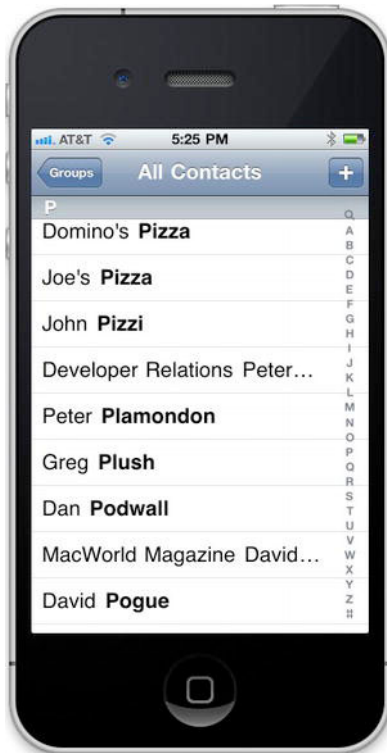 AT&T 5:25 PM
Groups All Contacts +
P
Domino's Pizza
Joe's Pizza
John Pizzi
Developer Relations Peter...
Peter Plamondon
Greg Plush
Dan Podwall
MacWorld Magazine David...
David Pogue
A
B
C
D
E
F
G
H
I
J
K
L
M
N
O
P
Q
R
S
T
U
V
W
X
Y
Z
#